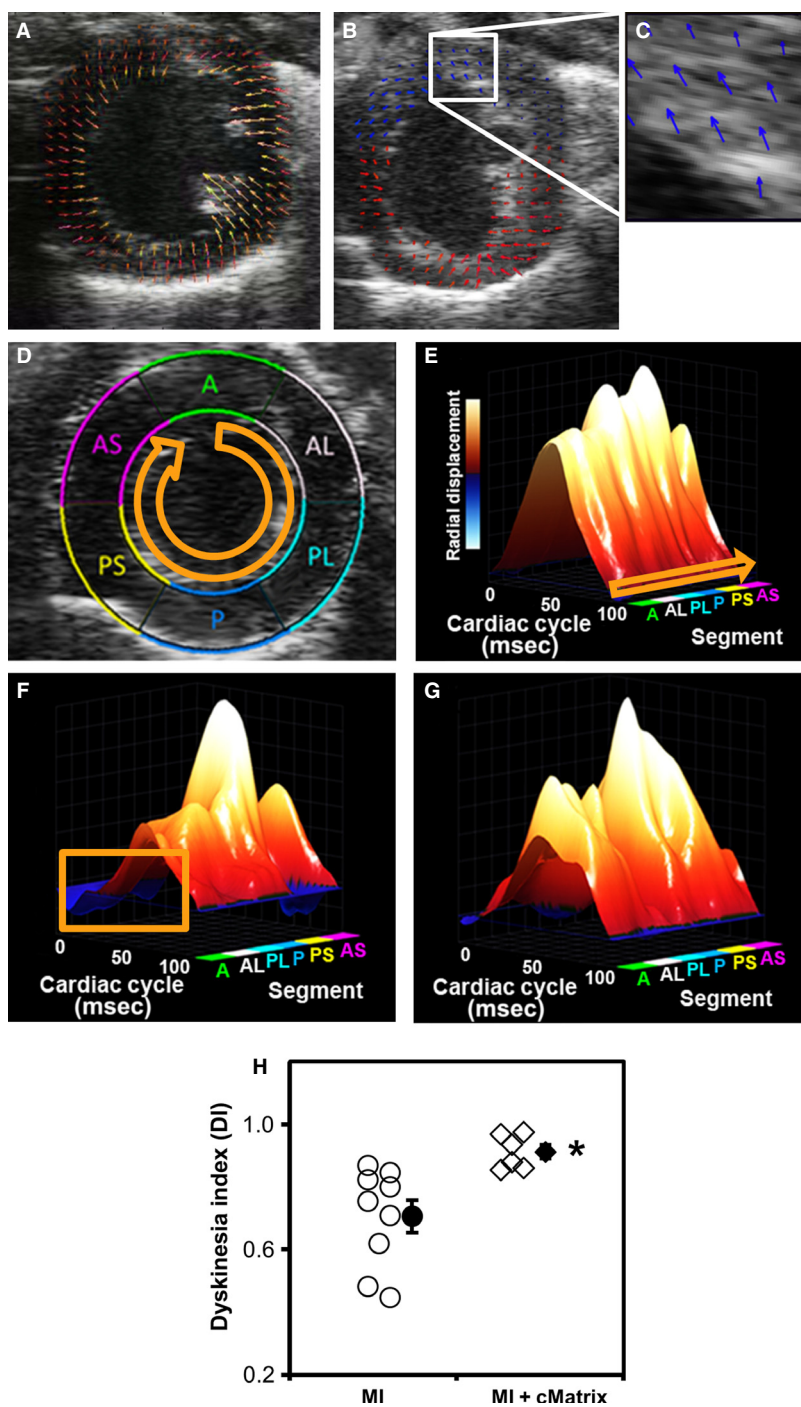 A
B
C
D
A
AS
AL
PS
PL
P
E
Radial displacement
0
50
100
Cardiac cycle
(msec)
A AL PL P PS AS
Segment
F
0
50
100
Cardiac cycle
(msec)
A AL PL P PS AS
Segment
G
0
50
100
Cardiac cycle
(msec)
A AL PL P PS AS
Segment
H
Dyskinesia index (DI)
1.0
0.6
0.2
*
MI
MI + cMatrix